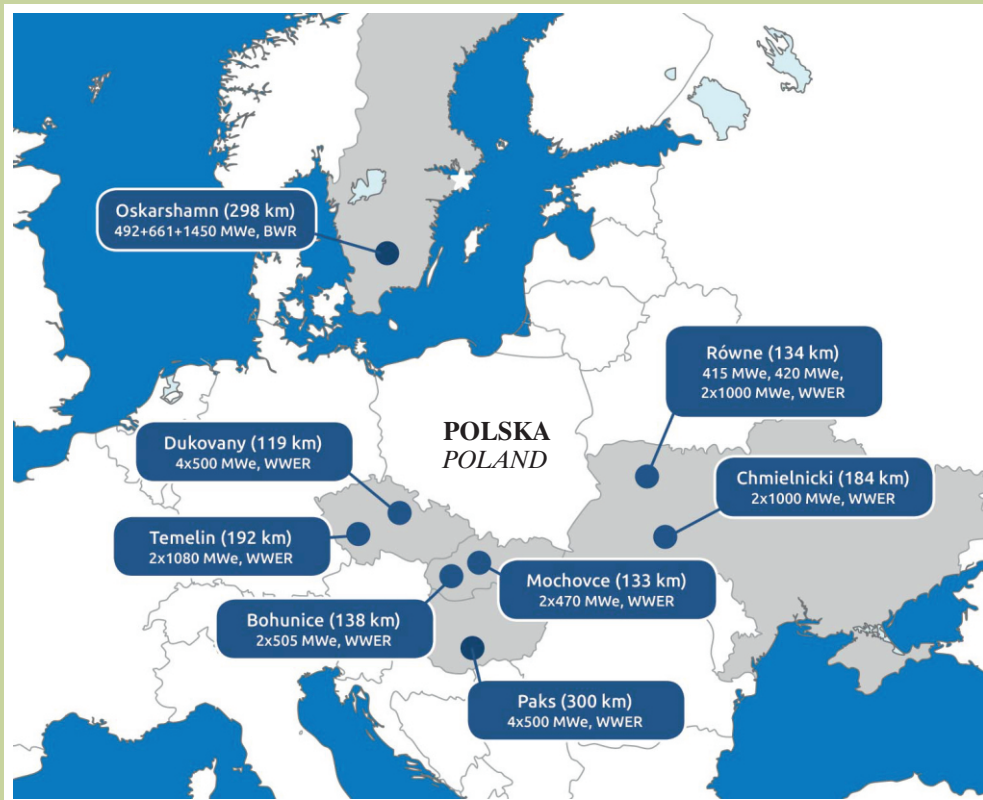 Oskarshamn (298 km)
492+661+1450 MWe, BWR
Równe (134 km)
415 MWe, 420 MWe,
2x1000 MWe, WWER
POLSKA
POLAND
Dukovany (119 km)
4x500 MWe, WWER
Chmielnicki (184 km)
2x1000 MWe, WWER
Temelin (192 km)
2x1080 MWe, WWER
Mochovce (133 km)
2x470 MWe, WWER
Bohunice (138 km)
2x505 MWe, WWER
Paks (300 km)
4x500 MWe, WWER